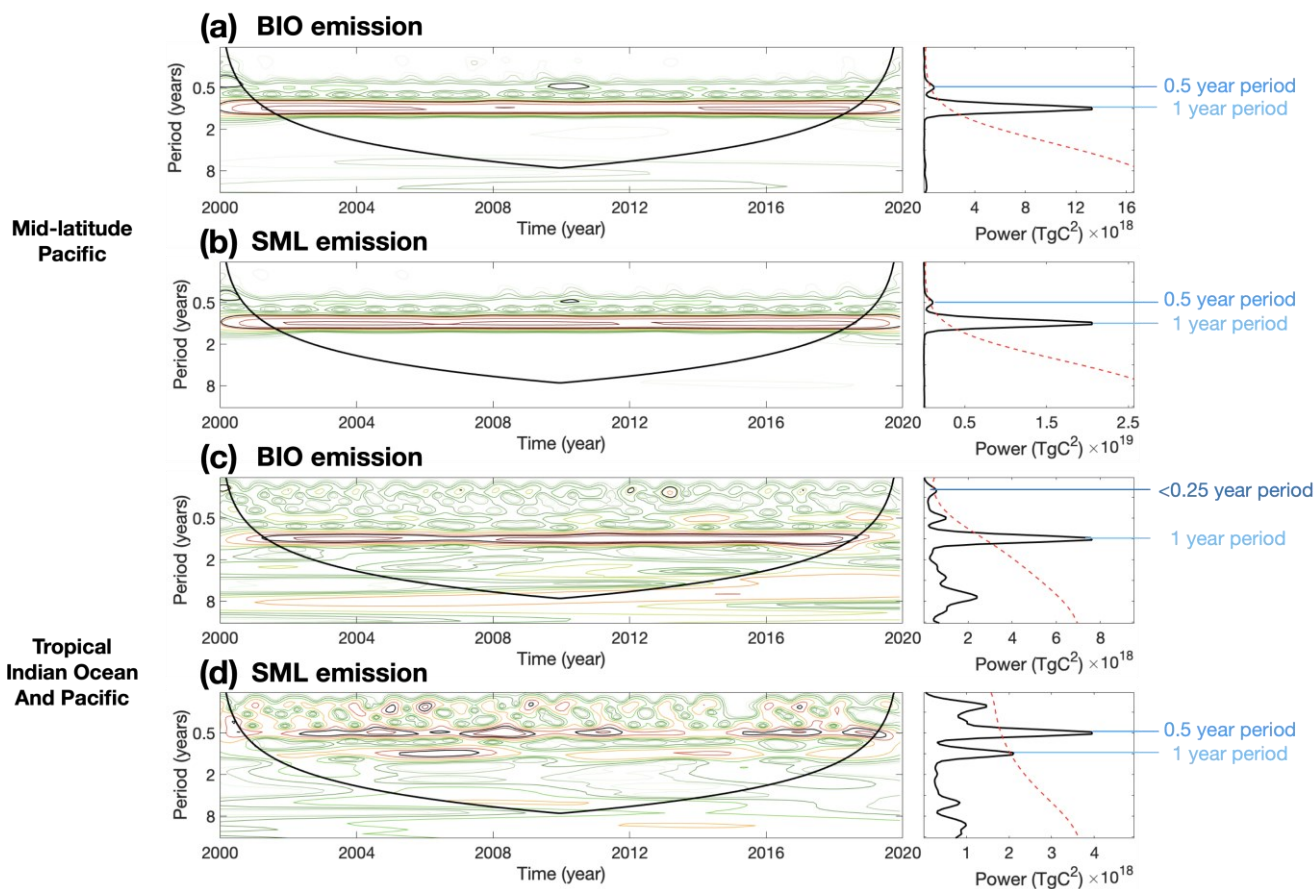 (a) BIO emission
Period (years)
0.5
2
8
2000 2004 2008 2012 2016 2020
Time (year)
4 8 12 16
Power (TgC²) ×10¹⁸
0.5 year period
1 year period
Mid-latitude
Pacific
(b) SML emission
Period (years)
0.5
2
8
2000 2004 2008 2012 2016 2020
Time (year)
0.5 1 1.5 2 2.5
Power (TgC²) ×10¹⁹
0.5 year period
1 year period
(c) BIO emission
Period (years)
0.5
2
8
2000 2004 2008 2012 2016 2020
Time (year)
2 4 6 8
Power (TgC²) ×10¹⁸
<0.25 year period
1 year period
Tropical
Indian Ocean
And Pacific
(d) SML emission
Period (years)
0.5
2
8
2000 2004 2008 2012 2016 2020
Time (year)
1 2 3 4
Power (TgC²) ×10¹⁸
0.5 year period
1 year period